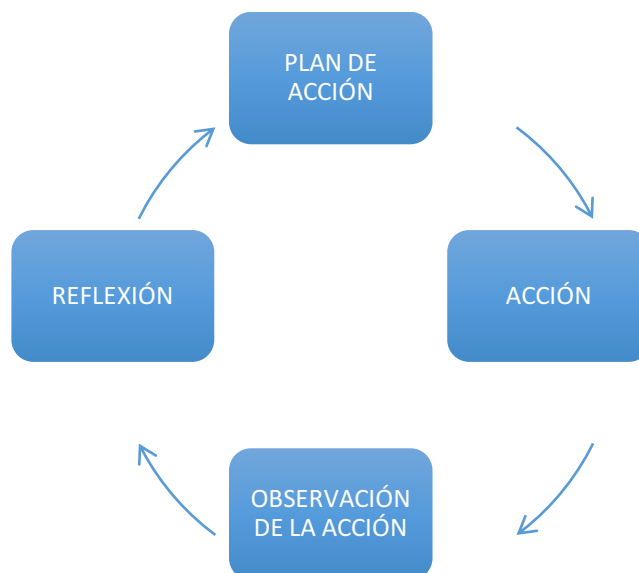 PLAN DE
ACCIÓN
REFLEXIÓN
ACCIÓN
OBSERVACIÓN
DE LA ACCIÓN